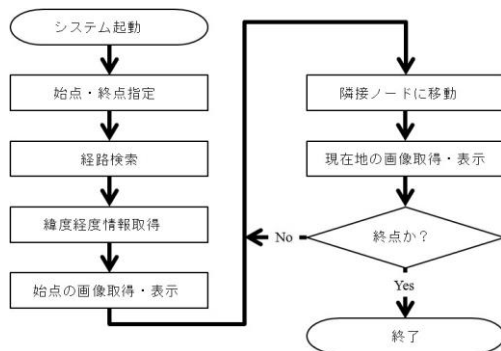 システム起動
始点・終点指定
経路検索
緯度経度情報取得
始点の画像取得・表示
隣接ノードに移動
現在地の画像取得・表示
終点か？
No
Yes
終了